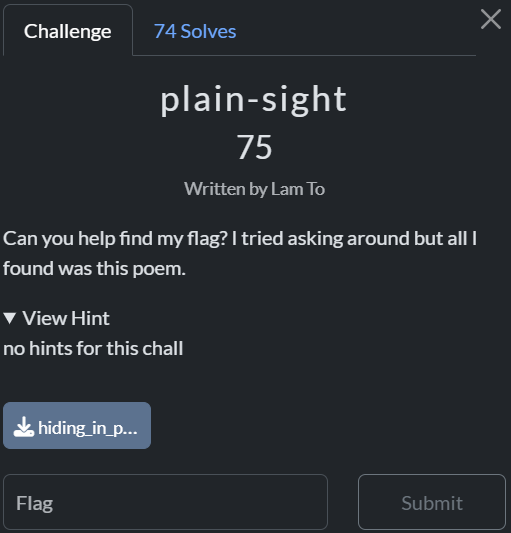 Challenge
74 Solves
plain-sight
75
Written by Lam To
Can you help find my flag? I tried asking around but all I
found was this poem.
View Hint
no hints for this chall
hiding_in_p...
Flag
Submit